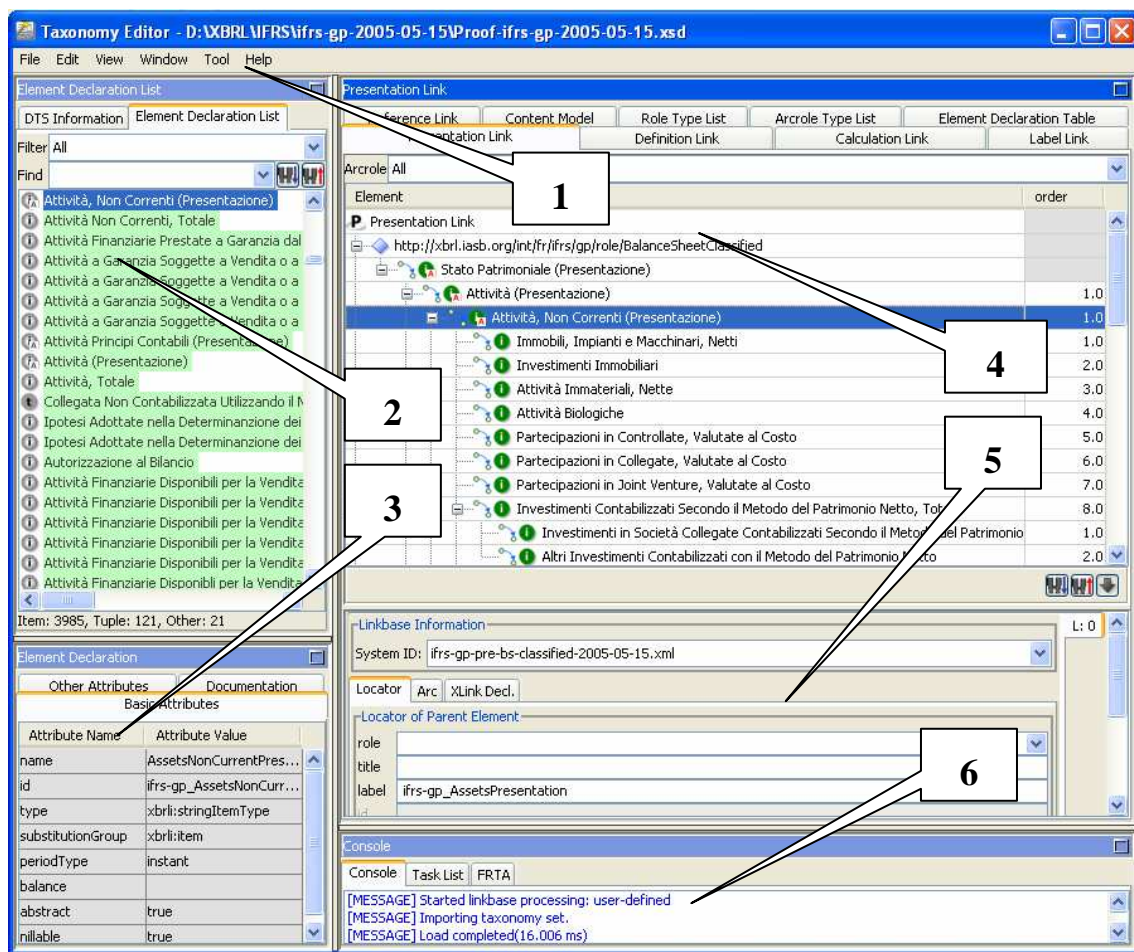 Taxonomy Editor - D:\XBRL\IFRS\ifrs-gp-2005-05-15\Proof-ifrs-gp-2005-05-15.xsd
File Edit View Window Tool Help
Element Declaration List
DTS Information Element Declaration List
Filter All
Find
Attività, Non Correnti (Presentazione)
Attività Non Correnti, Totale
Attività Finanziarie Prestate a Garanzia dal
Attività a Garanzia Soggette a Vendita o a
Attività a Garanzia Soggette a Vendita o a
Attività a Garanzia Soggette a Vendita o a
Attività a Garanzia Soggette a Vendita o a
Attività Principi Contabili (Presentazione)
Attività (Presentazione)
Attività, Totale
Collegata Non Contabilizzata Utilizzando il
Ipotesi Adottate nella Determinanzione dei
Ipotesi Adottate nella Determinanzione dei
Autorizzazione al Bilancio
Attività Finanziarie Disponibili per la Vendita
Attività Finanziarie Disponibili per la Vendita
Attività Finanziarie Disponibili per la Vendita
Attività Finanziarie Disponibili per la Vendita
Attività Finanziarie Disponibili per la Vendita
Attività Finanziarie Disponibli per la Vendita
Item: 3985, Tuple: 121, Other: 21
Element Declaration
Other Attributes Documentation
Basic Attributes
Attribute Name Attribute Value
name AssetsNonCurrentPres...
id ifrs-gp_AssetsNonCurr...
type xbrli:stringItemType
substitutionGroup xbrli:item
periodType instant
balance
abstract true
nillable true
Presentation Link
Link Content Model Role Type List Arcrole Type List Element Declaration Table
Link Definition Link Calculation Link Label Link
Arcrole All
Element order
P Presentation Link
http://xbrl.iasb.org/int/fr/ifrs/gp/role/BalanceSheetClassified
Stato Patrimoniale (Presentazione)
Attività (Presentazione) 1.0
Attività, Non Correnti (Presentazione) 1.0
Immobili, Impianti e Macchinari, Netti 1.0
Investimenti Immobiliari 2.0
Attività Immateriali, Nette 3.0
Attività Biologiche 4.0
Partecipazioni in Controllate, Valutate al Costo 5.0
Partecipazioni in Collegate, Valutate al Costo 6.0
Partecipazioni in Joint Venture, Valutate al Costo 7.0
Investimenti Contabilizzati Secondo il Metodo del Patrimonio Netto, 8.0
Investimenti in Società Collegate Contabilizzati Secondo il Metodo del Patrimonio 1.0
Altri Investimenti Contabilizzati con il Metodo del Patrimonio Netto 2.0
Linkbase Information
L: 0
System ID: ifrs-gp-pre-bs-classified-2005-05-15.xml
Locator Arc XLink Decl.
Locator of Parent Element
role
title
label ifrs-gp_AssetsPresentation
Console
Console Task List FRTA
[MESSAGE] Started linkbase processing: user-defined
[MESSAGE] Importing taxonomy set.
[MESSAGE] Load completed(16.006 ms)
1
2
3
4
5
6